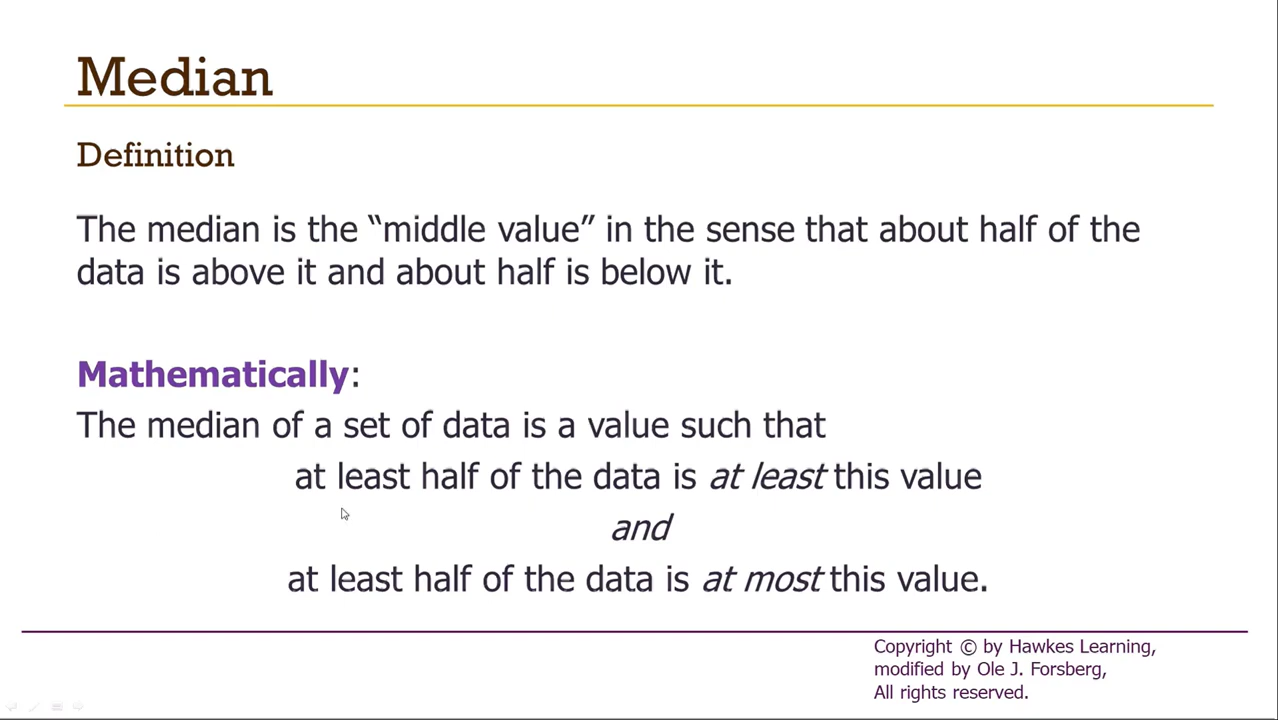 Median
Definition
The median is the “middle value” in the sense that about half of the
data is above it and about half is below it.
Mathematically:
The median of a set of data is a value such that
at least half of the data is at least this value
and
at least half of the data is at most this value.
Copyright © by Hawkes Learning,
modified by Ole J. Forsberg,
All rights reserved.